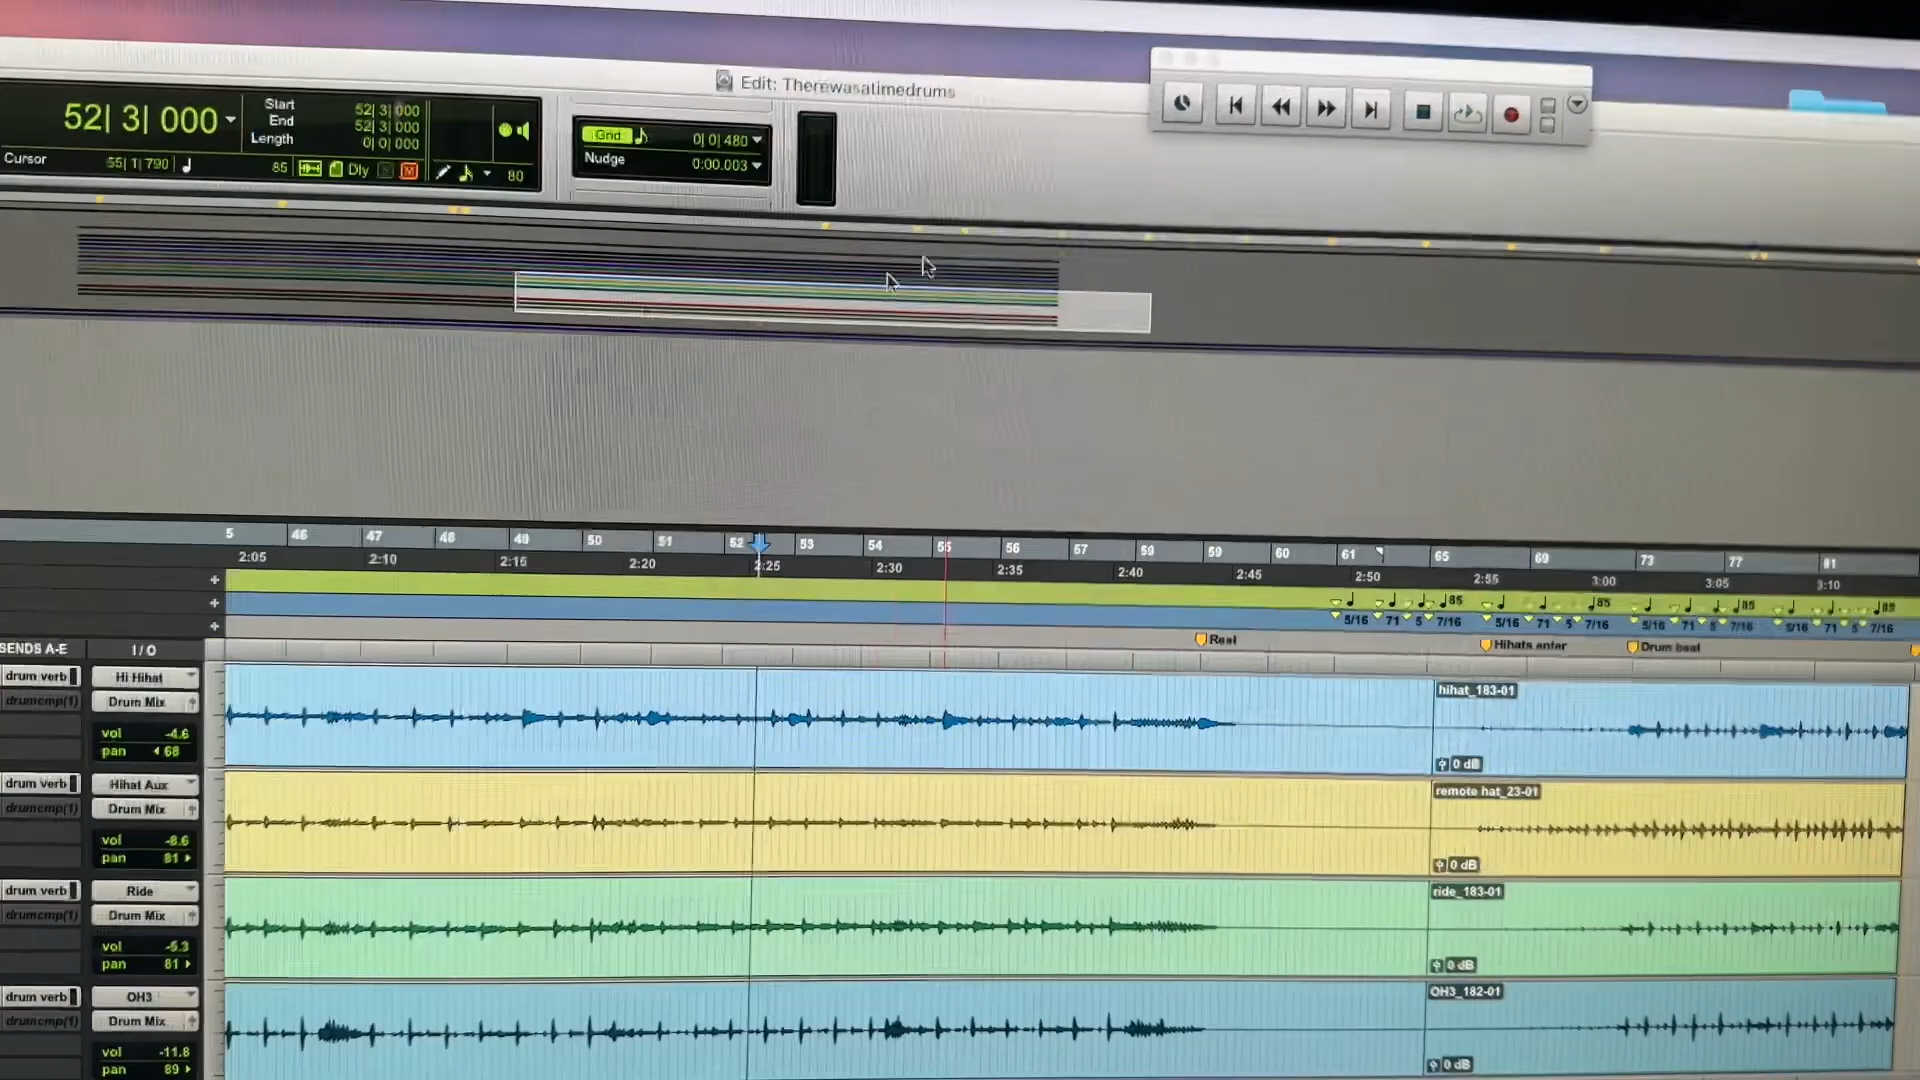 Edit: Therewasatimedrums
52| 3| 000
Start 52| 3| 000
End 52| 3| 000
Length 0| 0| 000
Cursor 55| 1| 790
85
Dly
80
Grid 0| 0| 480
Nudge 0:00.003
5 46 47 48 49 50 51 52 53 54 55 56 57 59 59 60 61 65 69 73 77 81
2:05 2:10 2:15 2:20 2:25 2:30 2:35 2:40 2:45 2:50 2:55 3:00 3:05 3:10
85 85 85 85
5/16 71 5 7/16 5/16 71 5 7/16 5/16 71 5 7/16 5/16 71 5 7/16
Real Hihats enter Drum beat
SENDS A-E I / O
drum verb Hi Hihat
drumcmp(1) Drum Mix
vol -4.6
pan 68
hihat_183-01
0 dB
drum verb Hihat Aux
drumcmp(1) Drum Mix
vol -8.6
pan 81
remote hat_23-01
0 dB
drum verb Ride
drumcmp(1) Drum Mix
vol -5.3
pan 81
ride_183-01
0 dB
drum verb OH3
drumcmp(1) Drum Mix
vol -11.8
pan 89
OH3_182-01
0 dB